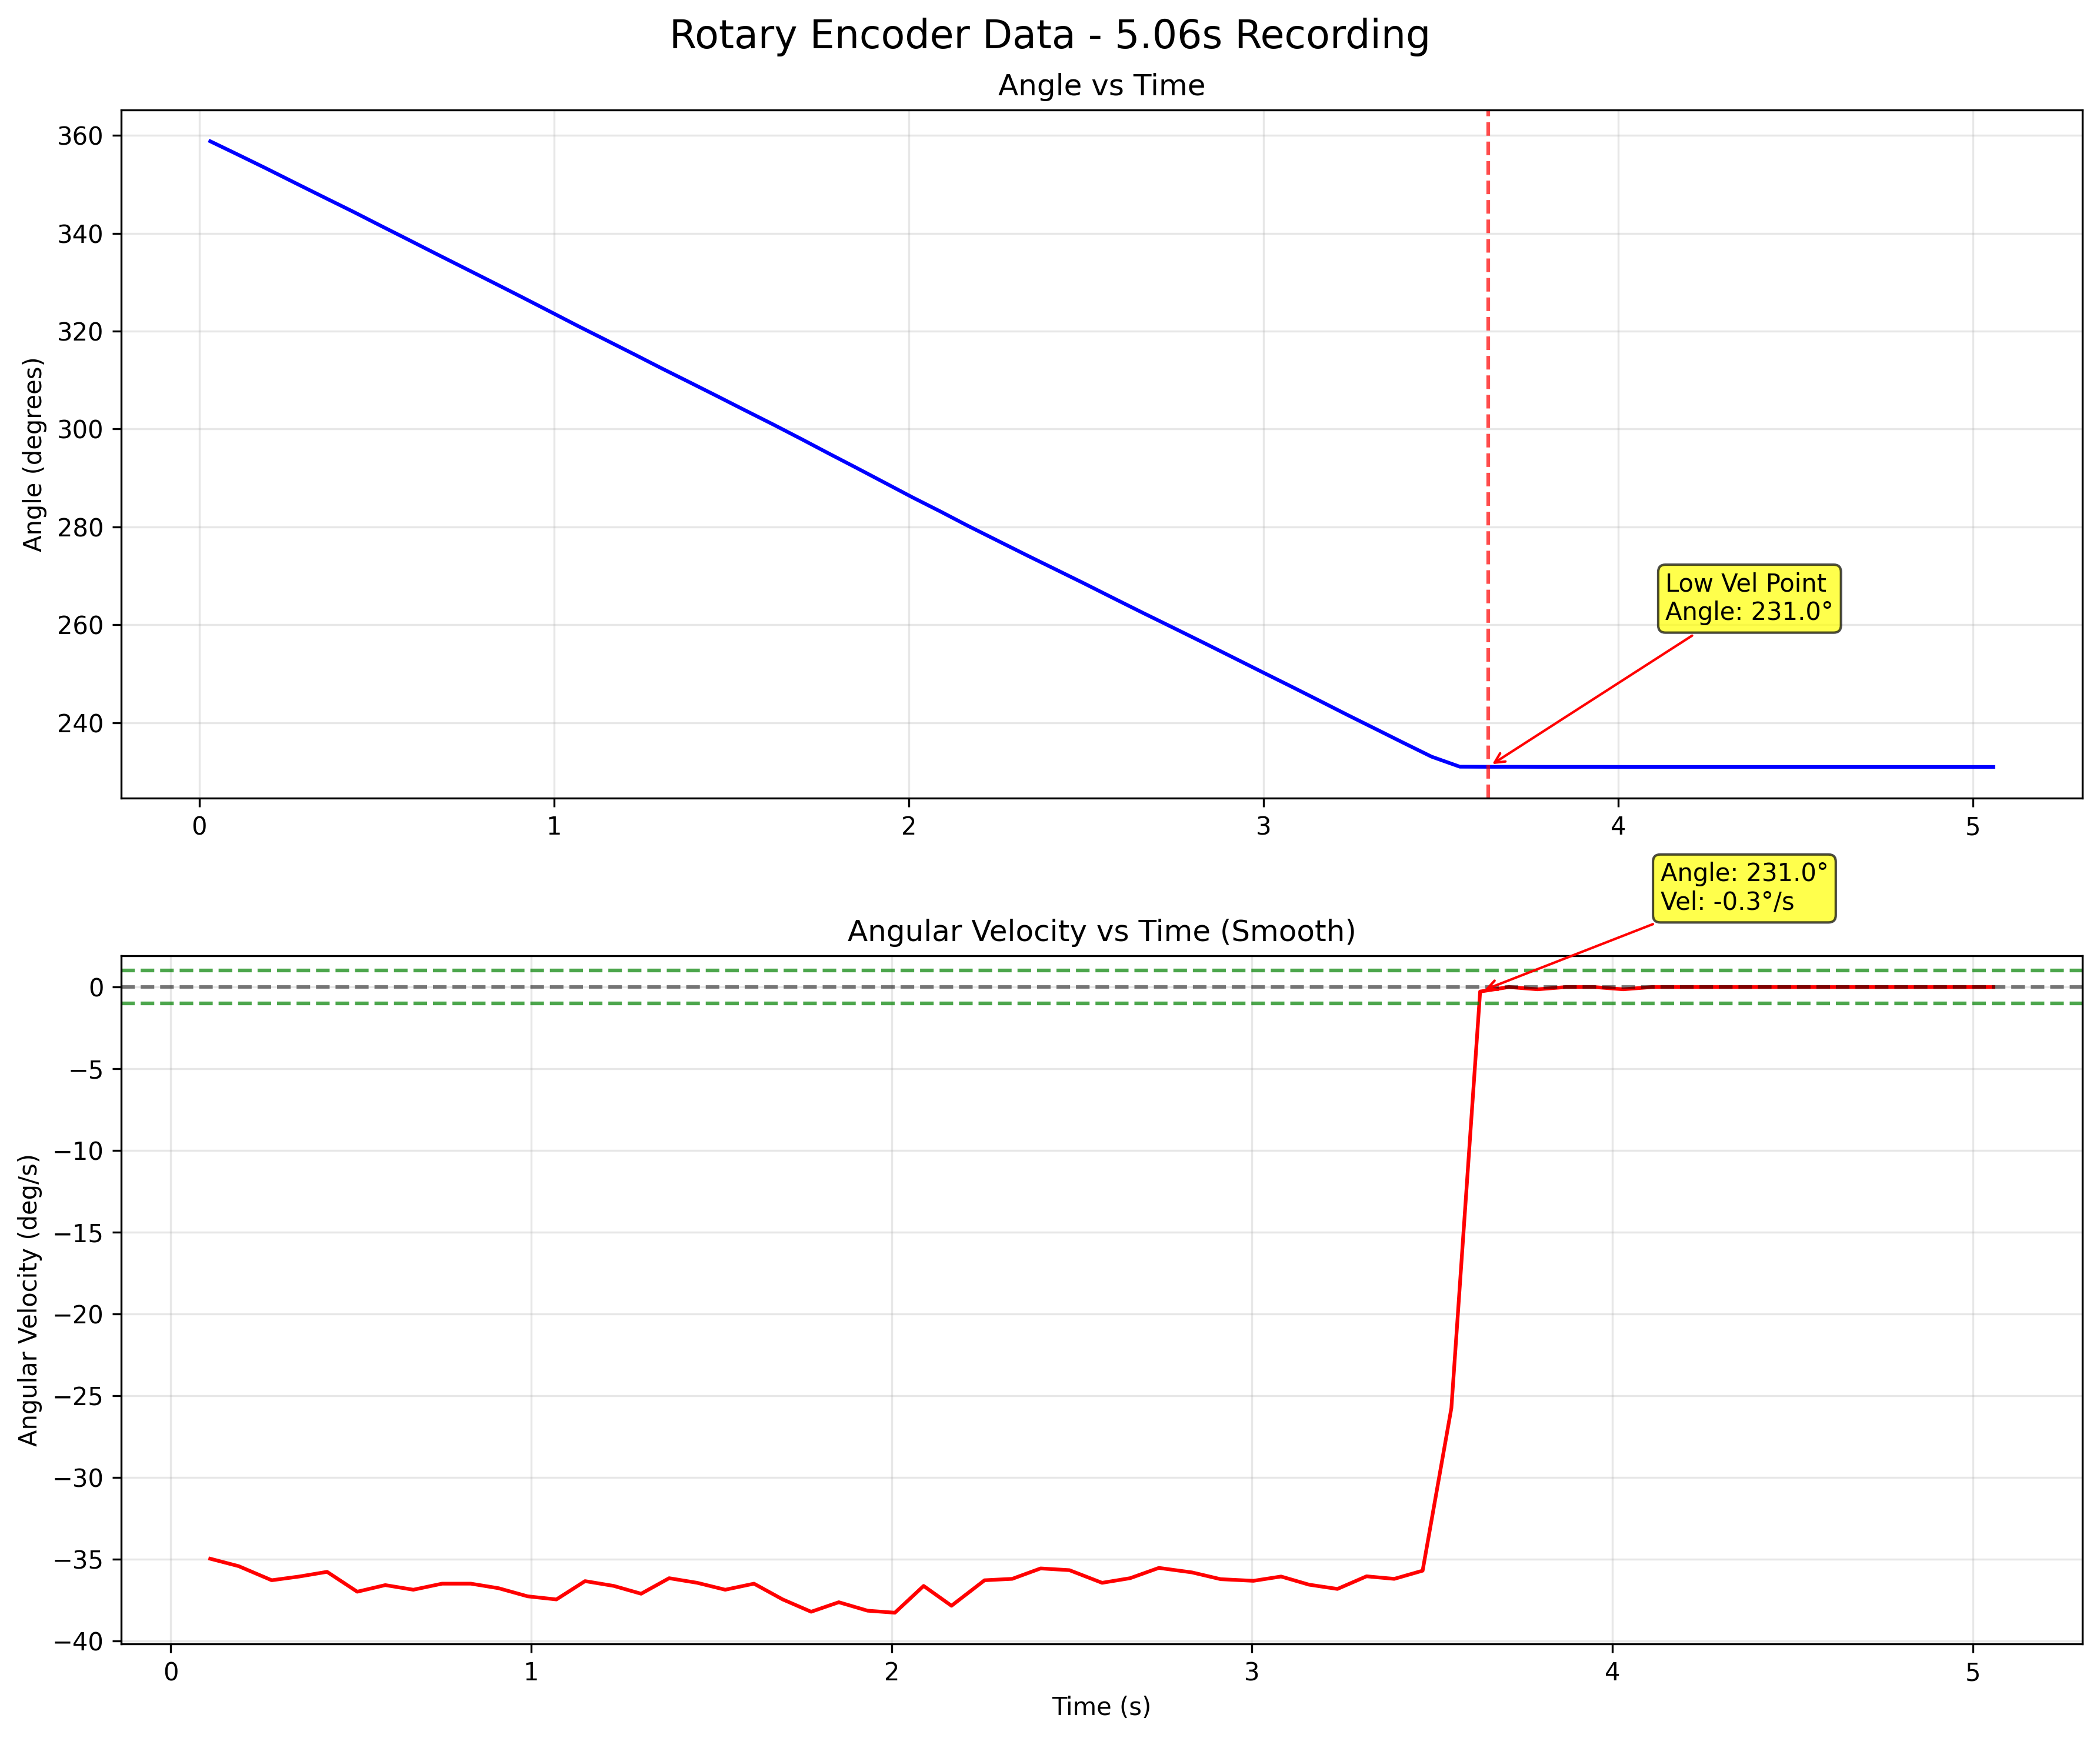 Rotary Encoder Data - 5.06s Recording
Angle vs Time
Angle (degrees)
360
340
320
300
280
260
240
Low Vel Point
Angle: 231.0°
0 1 2 3 4 5
Angle: 231.0°
Vel: -0.3°/s
Angular Velocity vs Time (Smooth)
Angular Velocity (deg/s)
0
−5
−10
−15
−20
−25
−30
−35
−40
0 1 2 3 4 5
Time (s)